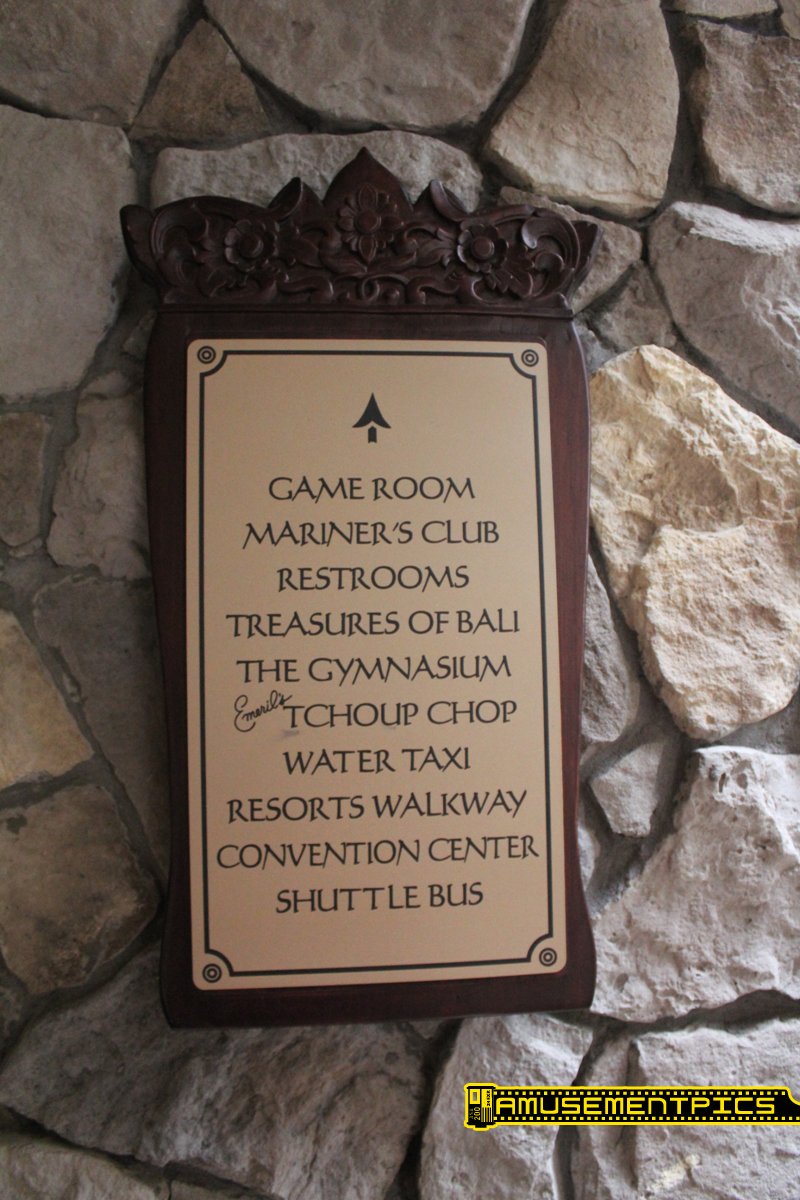 GAME ROOM
MARINER'S CLUB
RESTROOMS
TREASURES OF BALI
THE GYMNASIUM
Emeril's TCHOUP CHOP
WATER TAXI
RESORTS WALKWAY
CONVENTION CENTER
SHUTTLE BUS
AMUSEMENTPICS